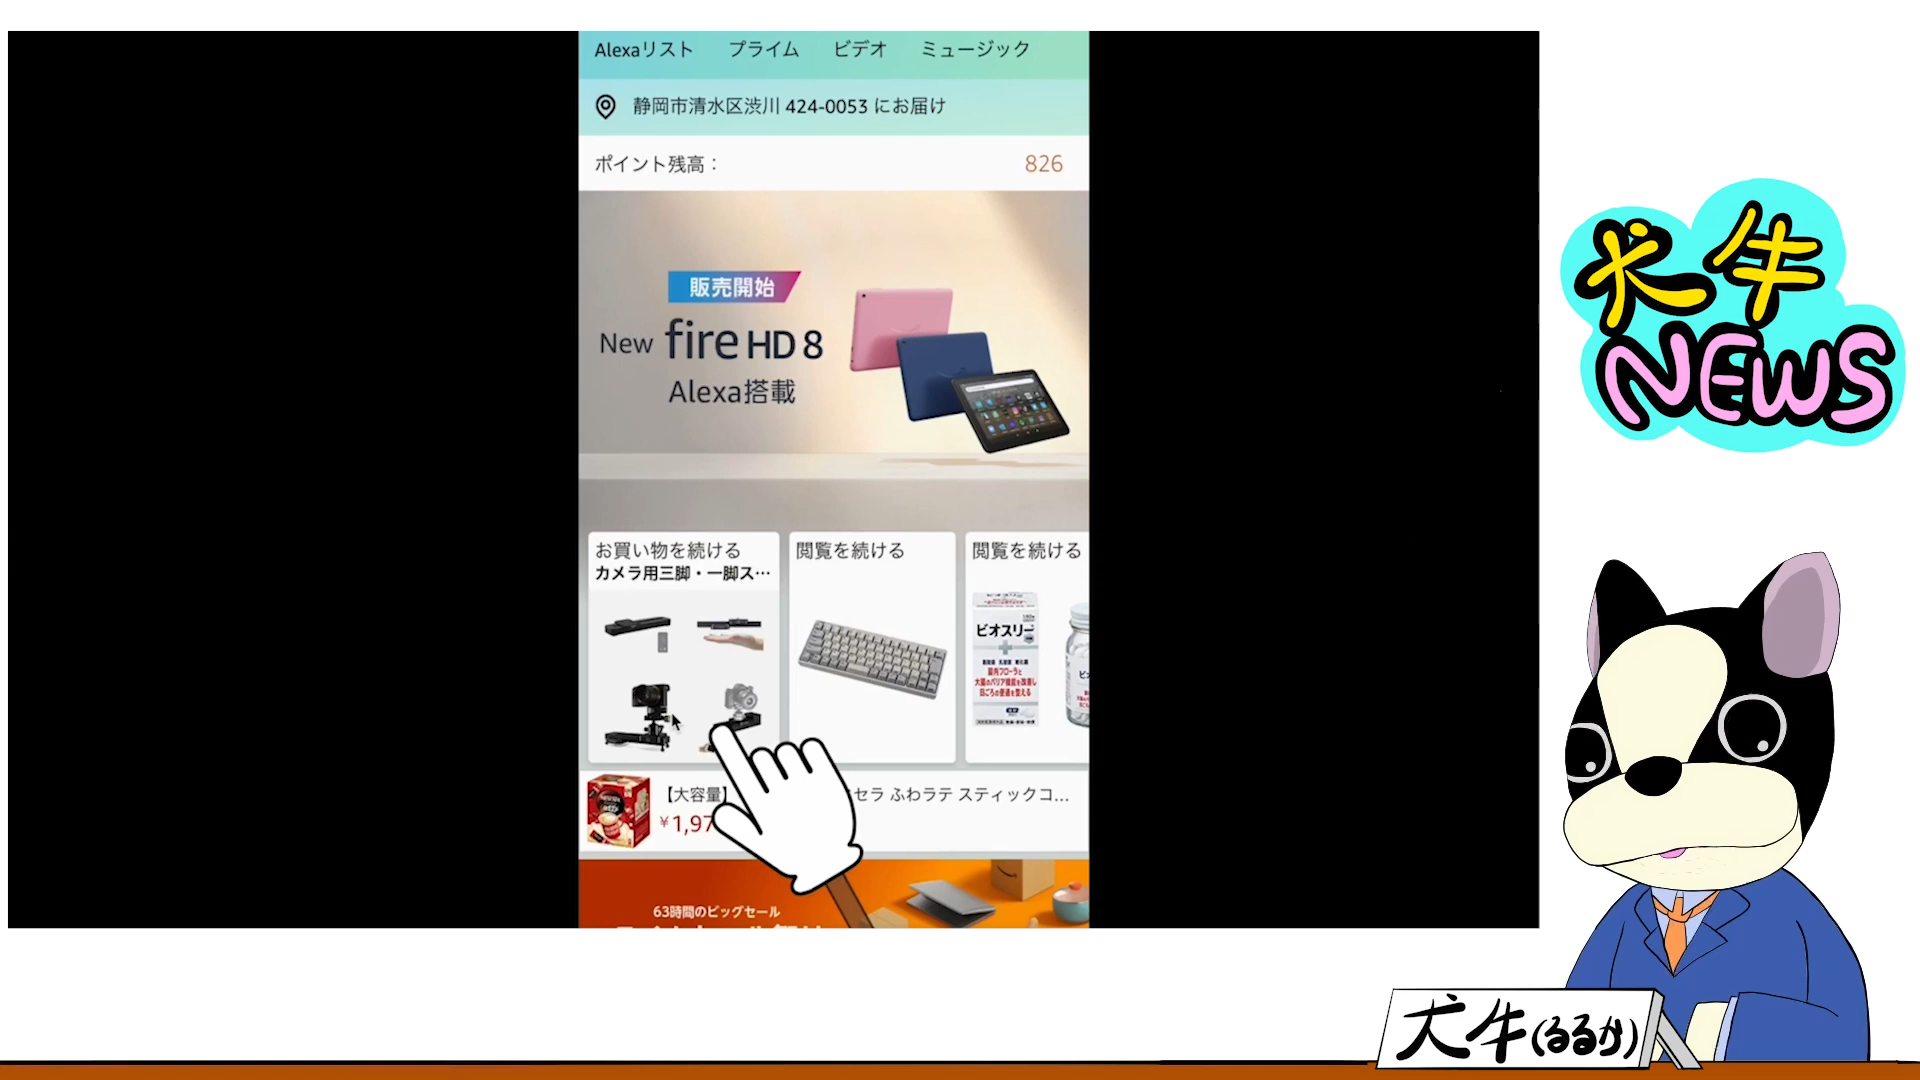 Alexaリスト プライム ビデオ ミュージック
静岡市清水区渋川 424-0053 にお届け
ポイント残高： 826
販売開始
New fire HD 8
Alexa搭載
お買い物を続ける
カメラ用三脚・一脚ス…
閲覧を続ける
ビオスリー
閲覧を続ける
【大容量】
セラ ふわラテ スティックコ…
¥1,97
63時間のビッグセール
犬牛
NEWS
犬牛(るるか)